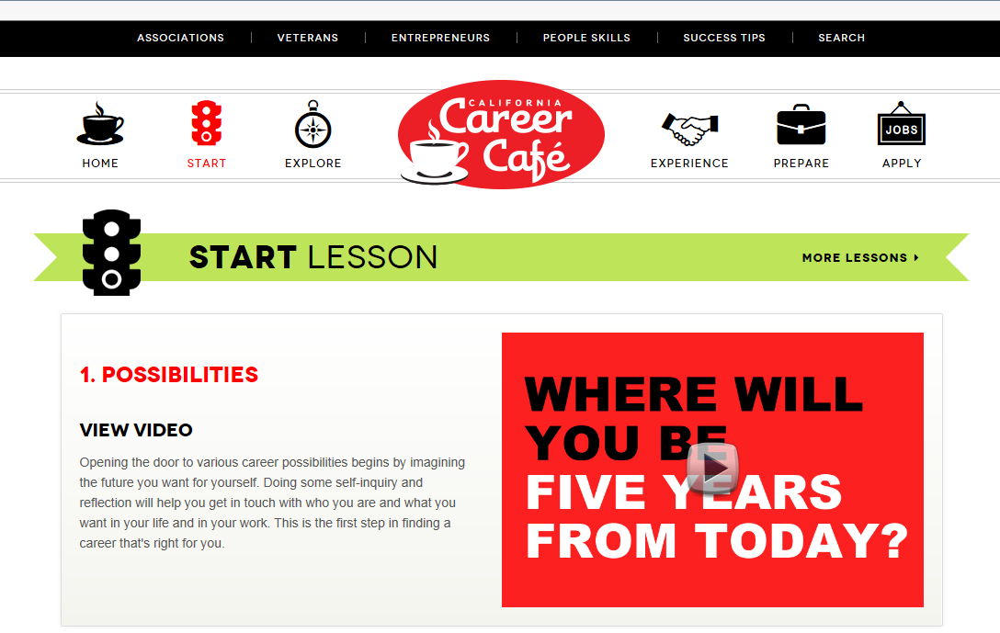 ASSOCIATIONS | VETERANS | ENTREPRENEURS | PEOPLE SKILLS | SUCCESS TIPS | SEARCH
CALIFORNIA
Career
Café
JOBS
HOME START EXPLORE EXPERIENCE PREPARE APPLY
START LESSON
MORE LESSONS
1. POSSIBILITIES
VIEW VIDEO
Opening the door to various career possibilities begins by imagining
the future you want for yourself. Doing some self-inquiry and
reflection will help you get in touch with who you are and what you
want in your life and in your work. This is the first step in finding a
career that's right for you.
WHERE WILL
YOU BE
FIVE YEARS
FROM TODAY?